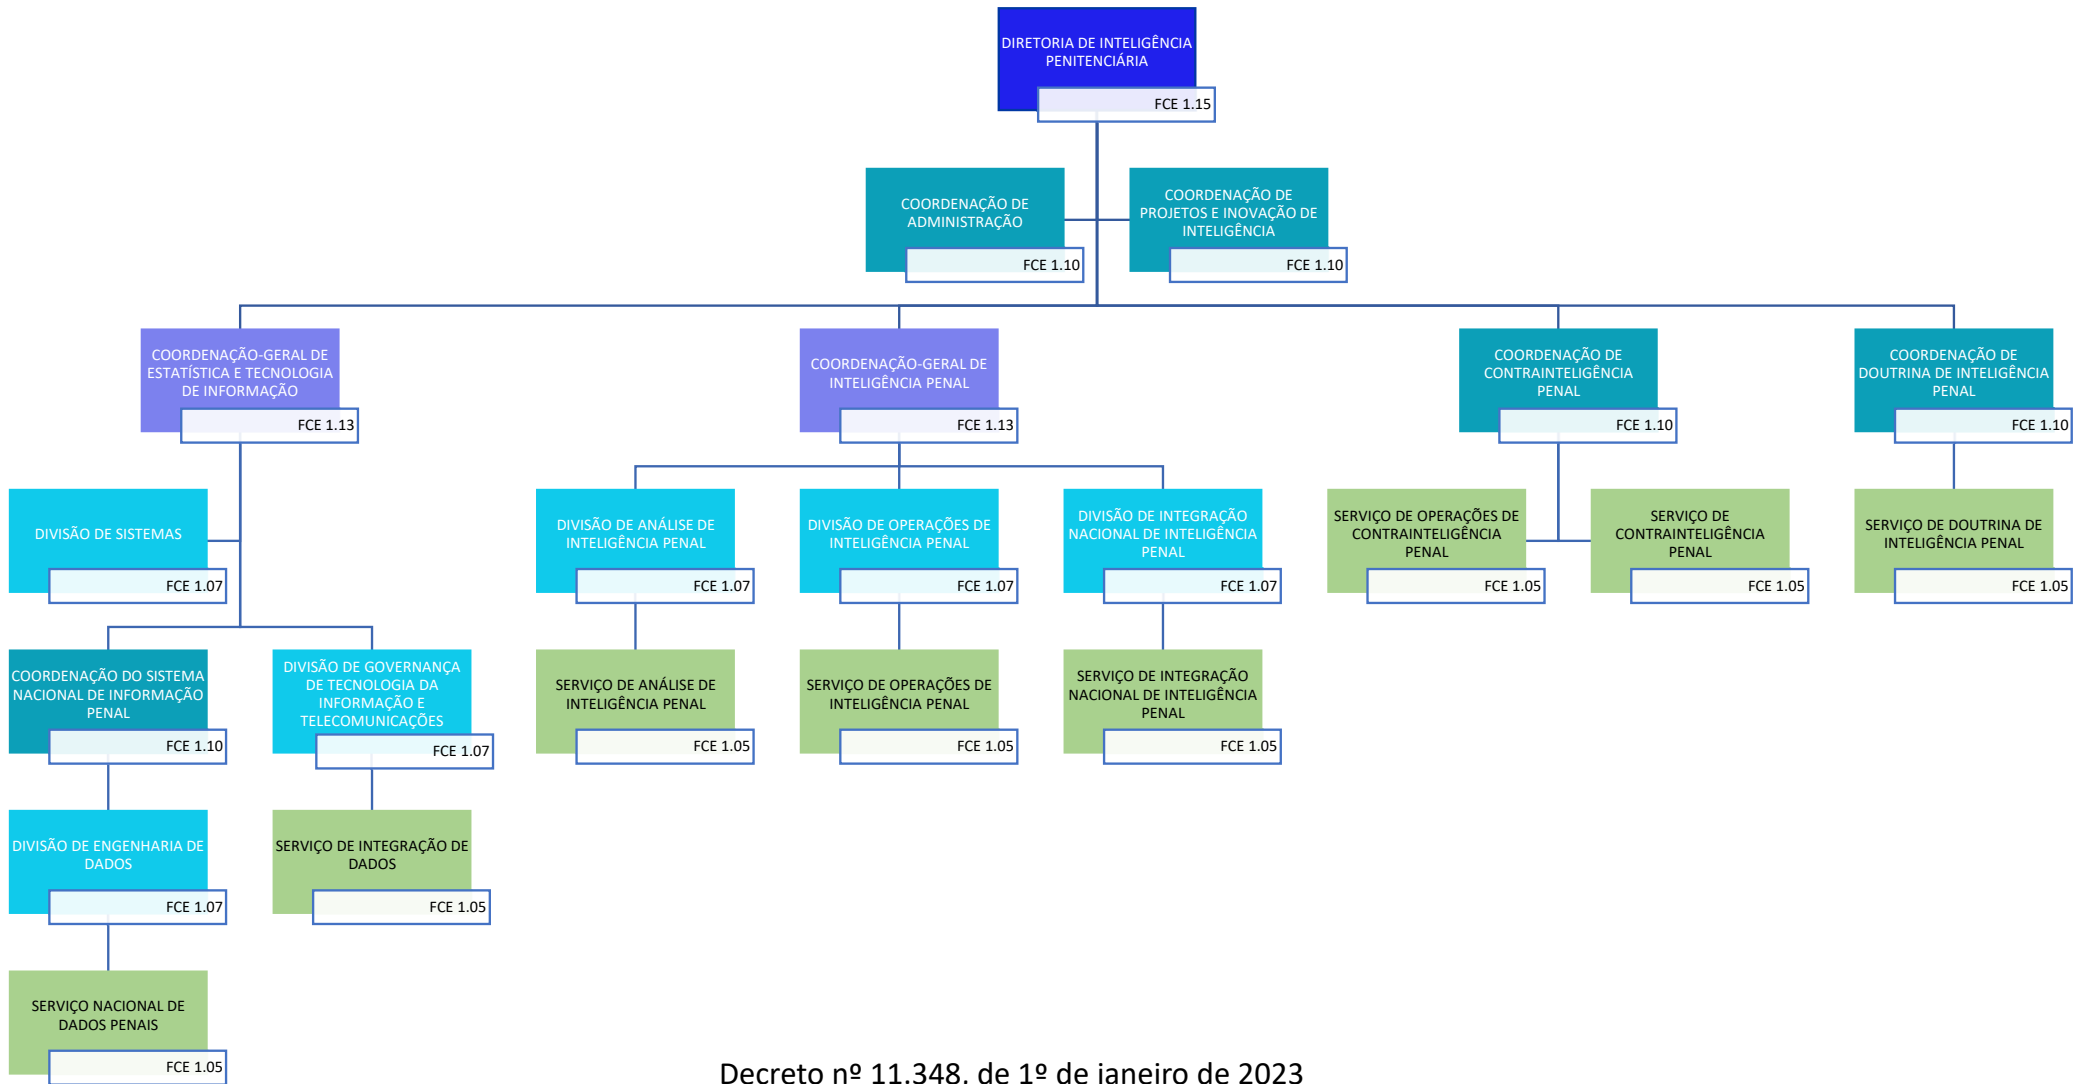 DIRETORIA DE INTELIGÊNCIA
PENITENCIÁRIA
FCE 1.15
COORDENAÇÃO DE
ADMINISTRAÇÃO
FCE 1.10
COORDENAÇÃO DE
PROJETOS E INOVAÇÃO DE
INTELIGÊNCIA
FCE 1.10
COORDENAÇÃO-GERAL DE
ESTATÍSTICA E TECNOLOGIA
DE INFORMAÇÃO
FCE 1.13
COORDENAÇÃO-GERAL DE
INTELIGÊNCIA PENAL
FCE 1.13
COORDENAÇÃO DE
CONTRAINTELIGÊNCIA
PENAL
FCE 1.10
COORDENAÇÃO DE
DOUTRINA DE INTELIGÊNCIA
PENAL
FCE 1.10
DIVISÃO DE SISTEMAS
FCE 1.07
DIVISÃO DE ANÁLISE DE
INTELIGÊNCIA PENAL
FCE 1.07
DIVISÃO DE OPERAÇÕES DE
INTELIGÊNCIA PENAL
FCE 1.07
DIVISÃO DE INTEGRAÇÃO
NACIONAL DE INTELIGÊNCIA
PENAL
FCE 1.07
SERVIÇO DE OPERAÇÕES DE
CONTRAINTELIGÊNCIA
PENAL
FCE 1.05
SERVIÇO DE
CONTRAINTELIGÊNCIA
PENAL
FCE 1.05
SERVIÇO DE DOUTRINA DE
INTELIGÊNCIA PENAL
FCE 1.05
COORDENAÇÃO DO SISTEMA
NACIONAL DE INFORMAÇÃO
PENAL
FCE 1.10
DIVISÃO DE GOVERNANÇA
DE TECNOLOGIA DA
INFORMAÇÃO E
TELECOMUNICAÇÕES
FCE 1.07
SERVIÇO DE ANÁLISE DE
INTELIGÊNCIA PENAL
FCE 1.05
SERVIÇO DE OPERAÇÕES DE
INTELIGÊNCIA PENAL
FCE 1.05
SERVIÇO DE INTEGRAÇÃO
NACIONAL DE INTELIGÊNCIA
PENAL
FCE 1.05
DIVISÃO DE ENGENHARIA DE
DADOS
FCE 1.07
SERVIÇO DE INTEGRAÇÃO DE
DADOS
FCE 1.05
SERVIÇO NACIONAL DE
DADOS PENAIS
FCE 1.05
Decreto nº 11.348, de 1º de janeiro de 2023